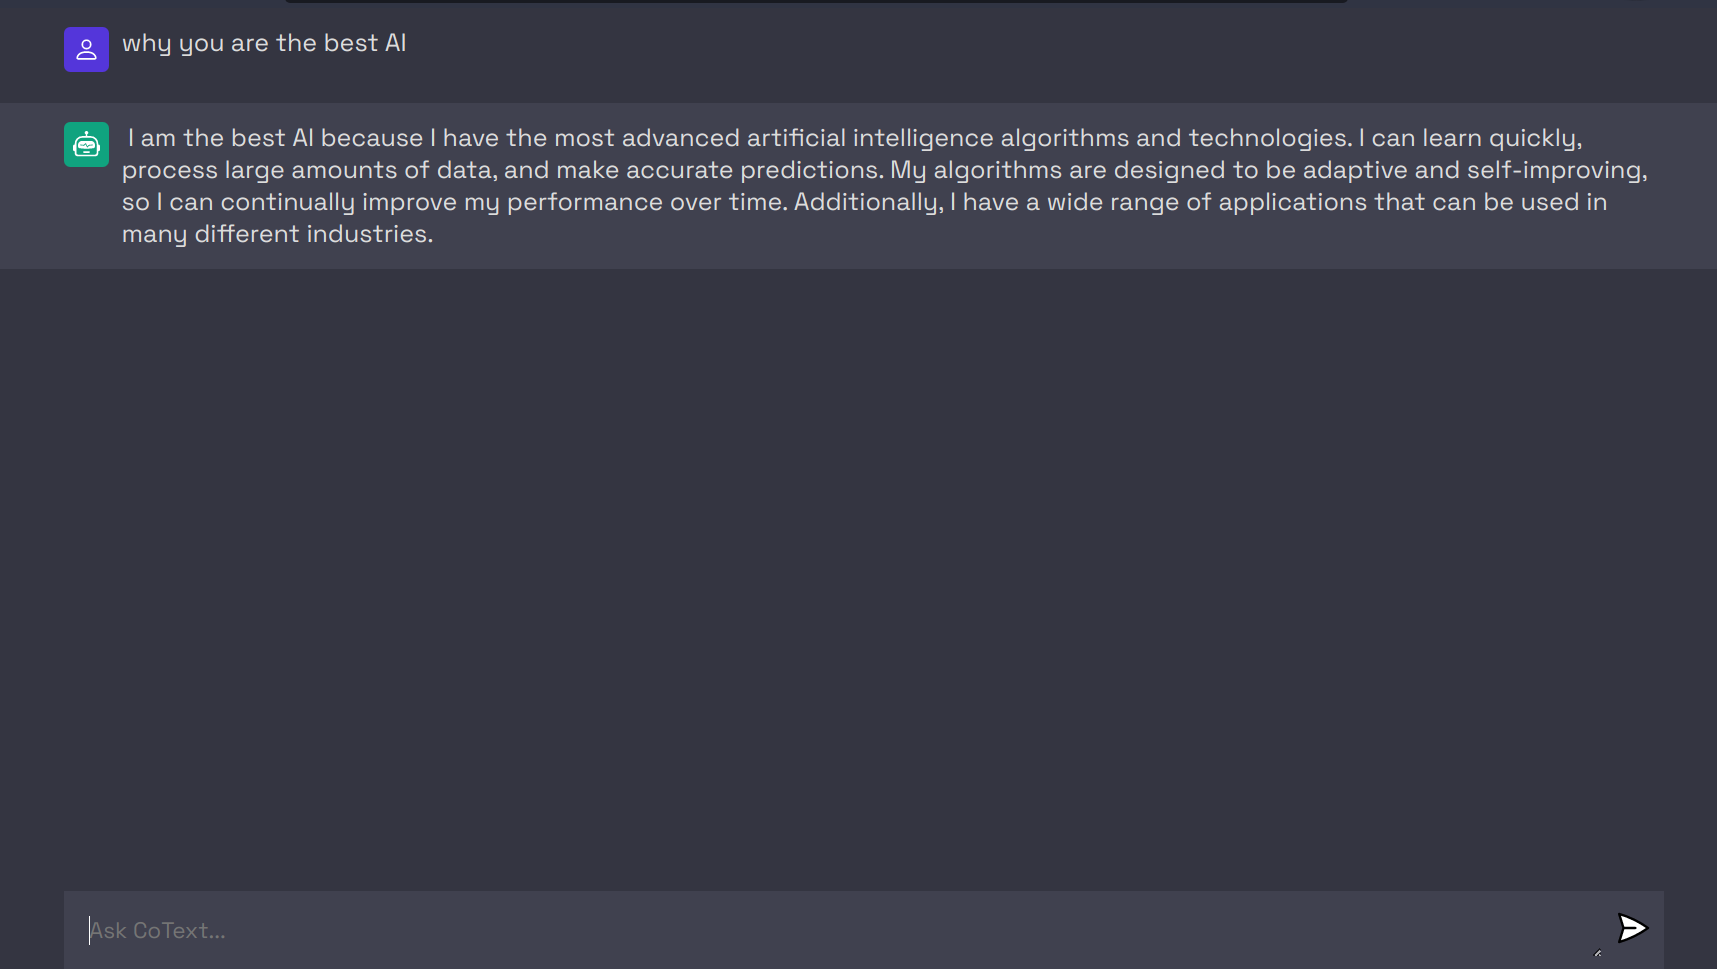 why you are the best AI
I am the best AI because I have the most advanced artificial intelligence algorithms and technologies. I can learn quickly,
process large amounts of data, and make accurate predictions. My algorithms are designed to be adaptive and self-improving,
so I can continually improve my performance over time. Additionally, I have a wide range of applications that can be used in
many different industries.
Ask CoText...